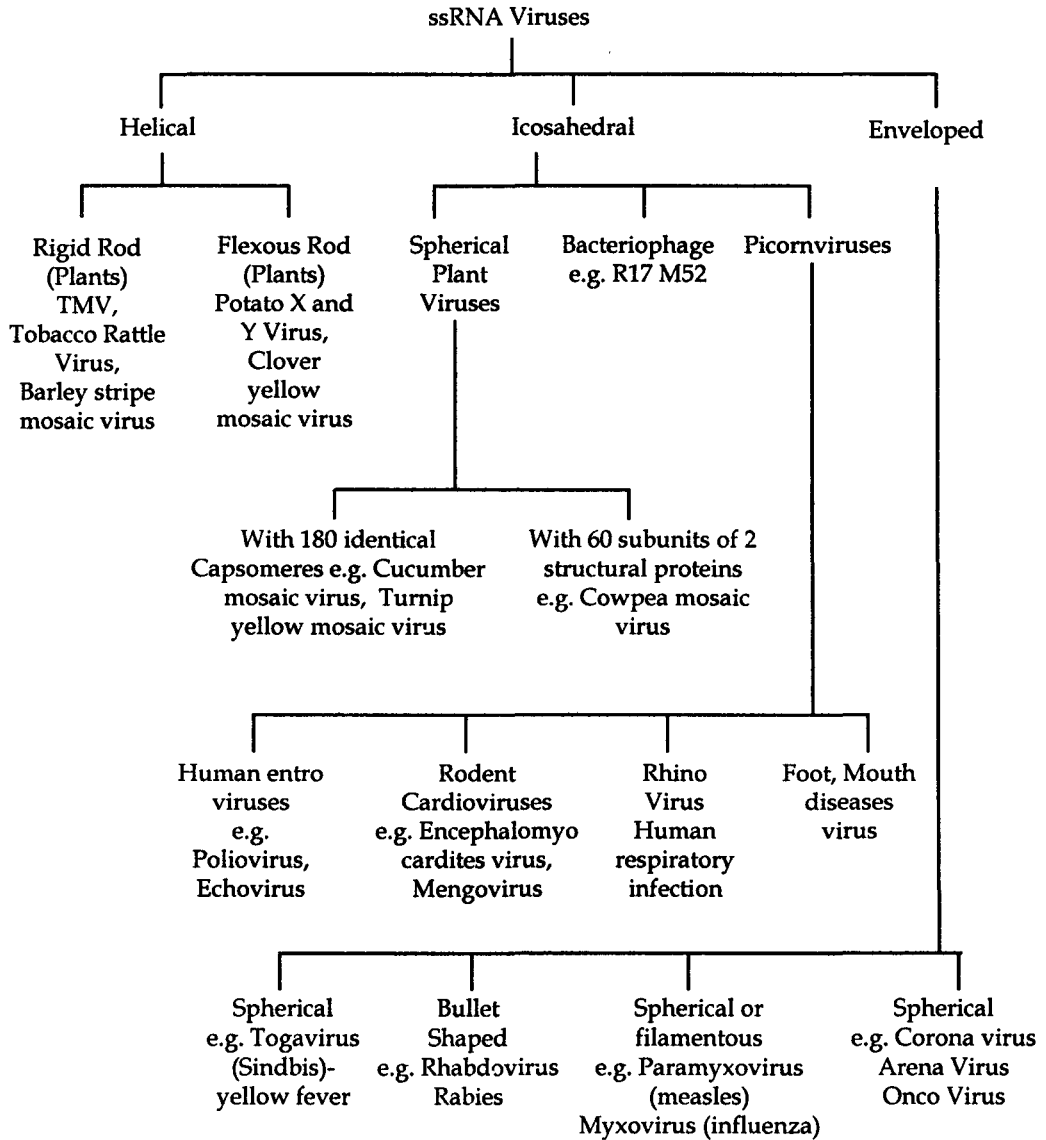 ssRNA Viruses
Helical
Icosahedral
Enveloped
Rigid Rod
(Plants)
TMV,
Tobacco Rattle
Virus,
Barley stripe
mosaic virus
Flexous Rod
(Plants)
Potato X and
Y Virus,
Clover
yellow
mosaic virus
Spherical
Plant
Viruses
Bacteriophage
e.g. R17 M52
Picornviruses
With 180 identical
Capsomeres e.g. Cucumber
mosaic virus, Turnip
yellow mosaic virus
With 60 subunits of 2
structural proteins
e.g. Cowpea mosaic
virus
Human entro
viruses
e.g.
Poliovirus,
Echovirus
Rodent
Cardioviruses
e.g. Encephalomyo
cardites virus,
Mengovirus
Rhino
Virus
Human
respiratory
infection
Foot, Mouth
diseases
virus
Spherical
e.g. Togavirus
(Sindbis)-
yellow fever
Bullet
Shaped
e.g. Rhabdovirus
Rabies
Spherical or
filamentous
e.g. Paramyxovirus
(measles)
Myxovirus (influenza)
Spherical
e.g. Corona virus
Arena Virus
Onco Virus